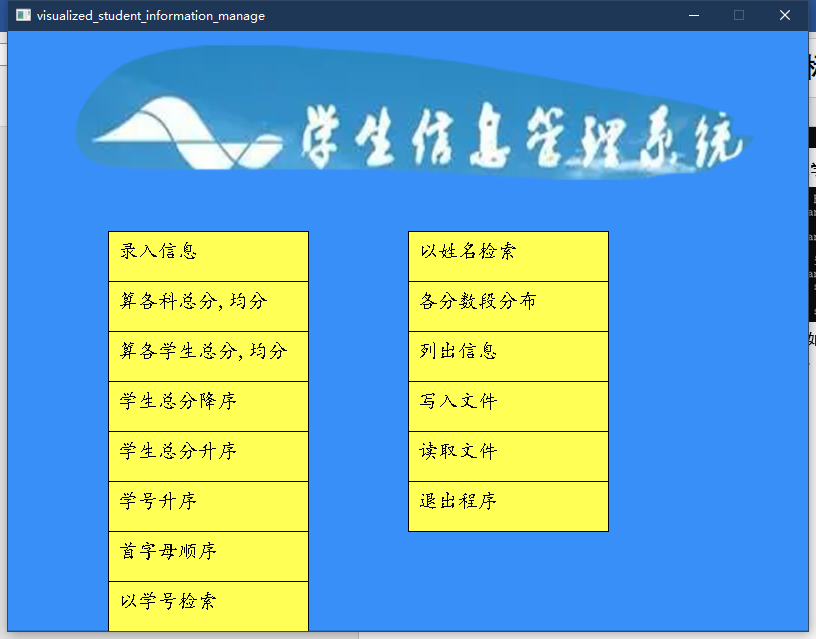 visualized_student_information_manage
学生信息管理系统
录入信息
算各科总分,均分
算各学生总分,均分
学生总分降序
学生总分升序
学号升序
首字母顺序
以学号检索
以姓名检索
各分数段分布
列出信息
写入文件
读取文件
退出程序